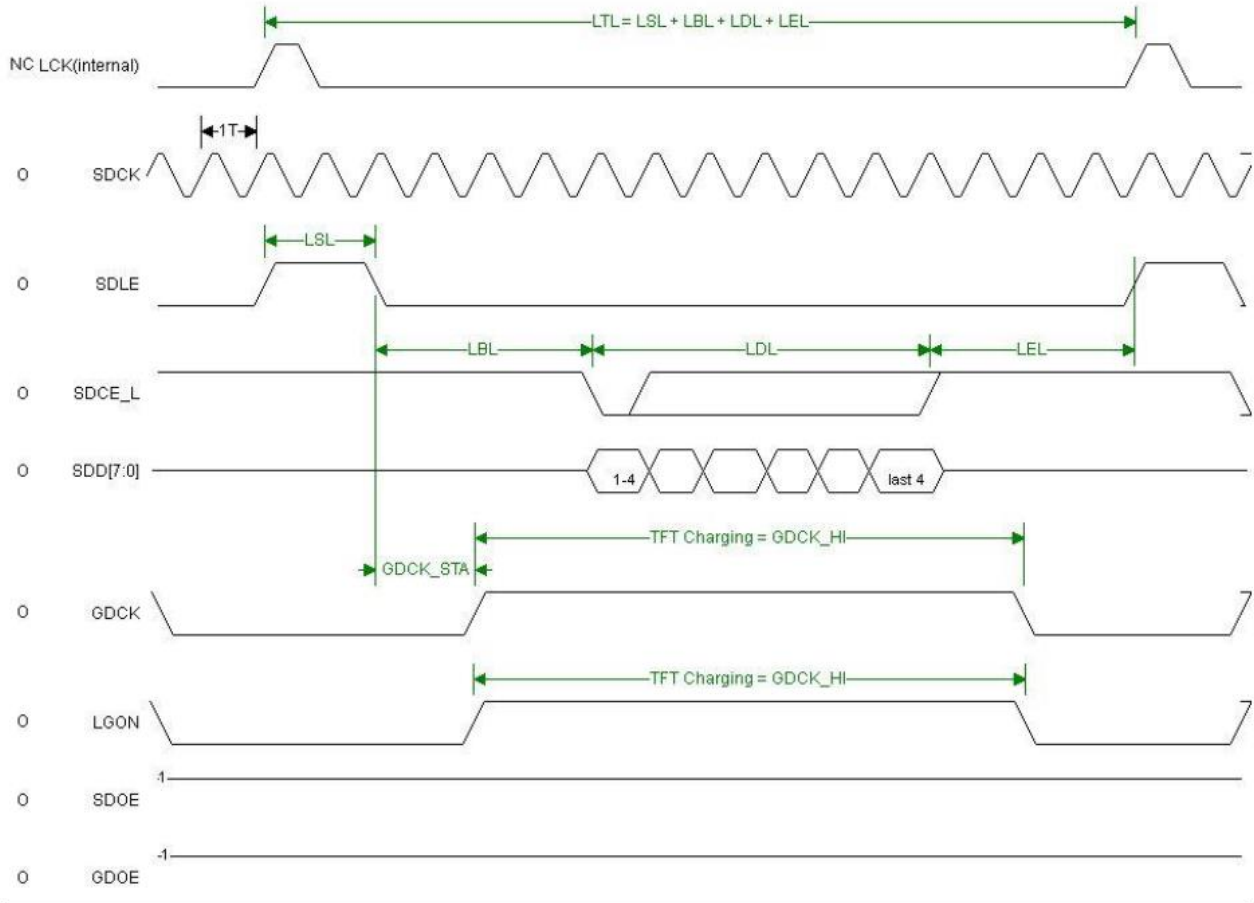 LTL = LSL + LBL + LDL + LEL
NC LCK(internal)
1T
O SDCK
LSL
O SDLE
LBL LDL LEL
O SDCE_L
O SDD[7:0] 1-4 last 4
TFT Charging = GDCK_HI
GDCK_STA
O GDCK
TFT Charging = GDCK_HI
O LGON
-1
O SDOE
-1
O GDOE